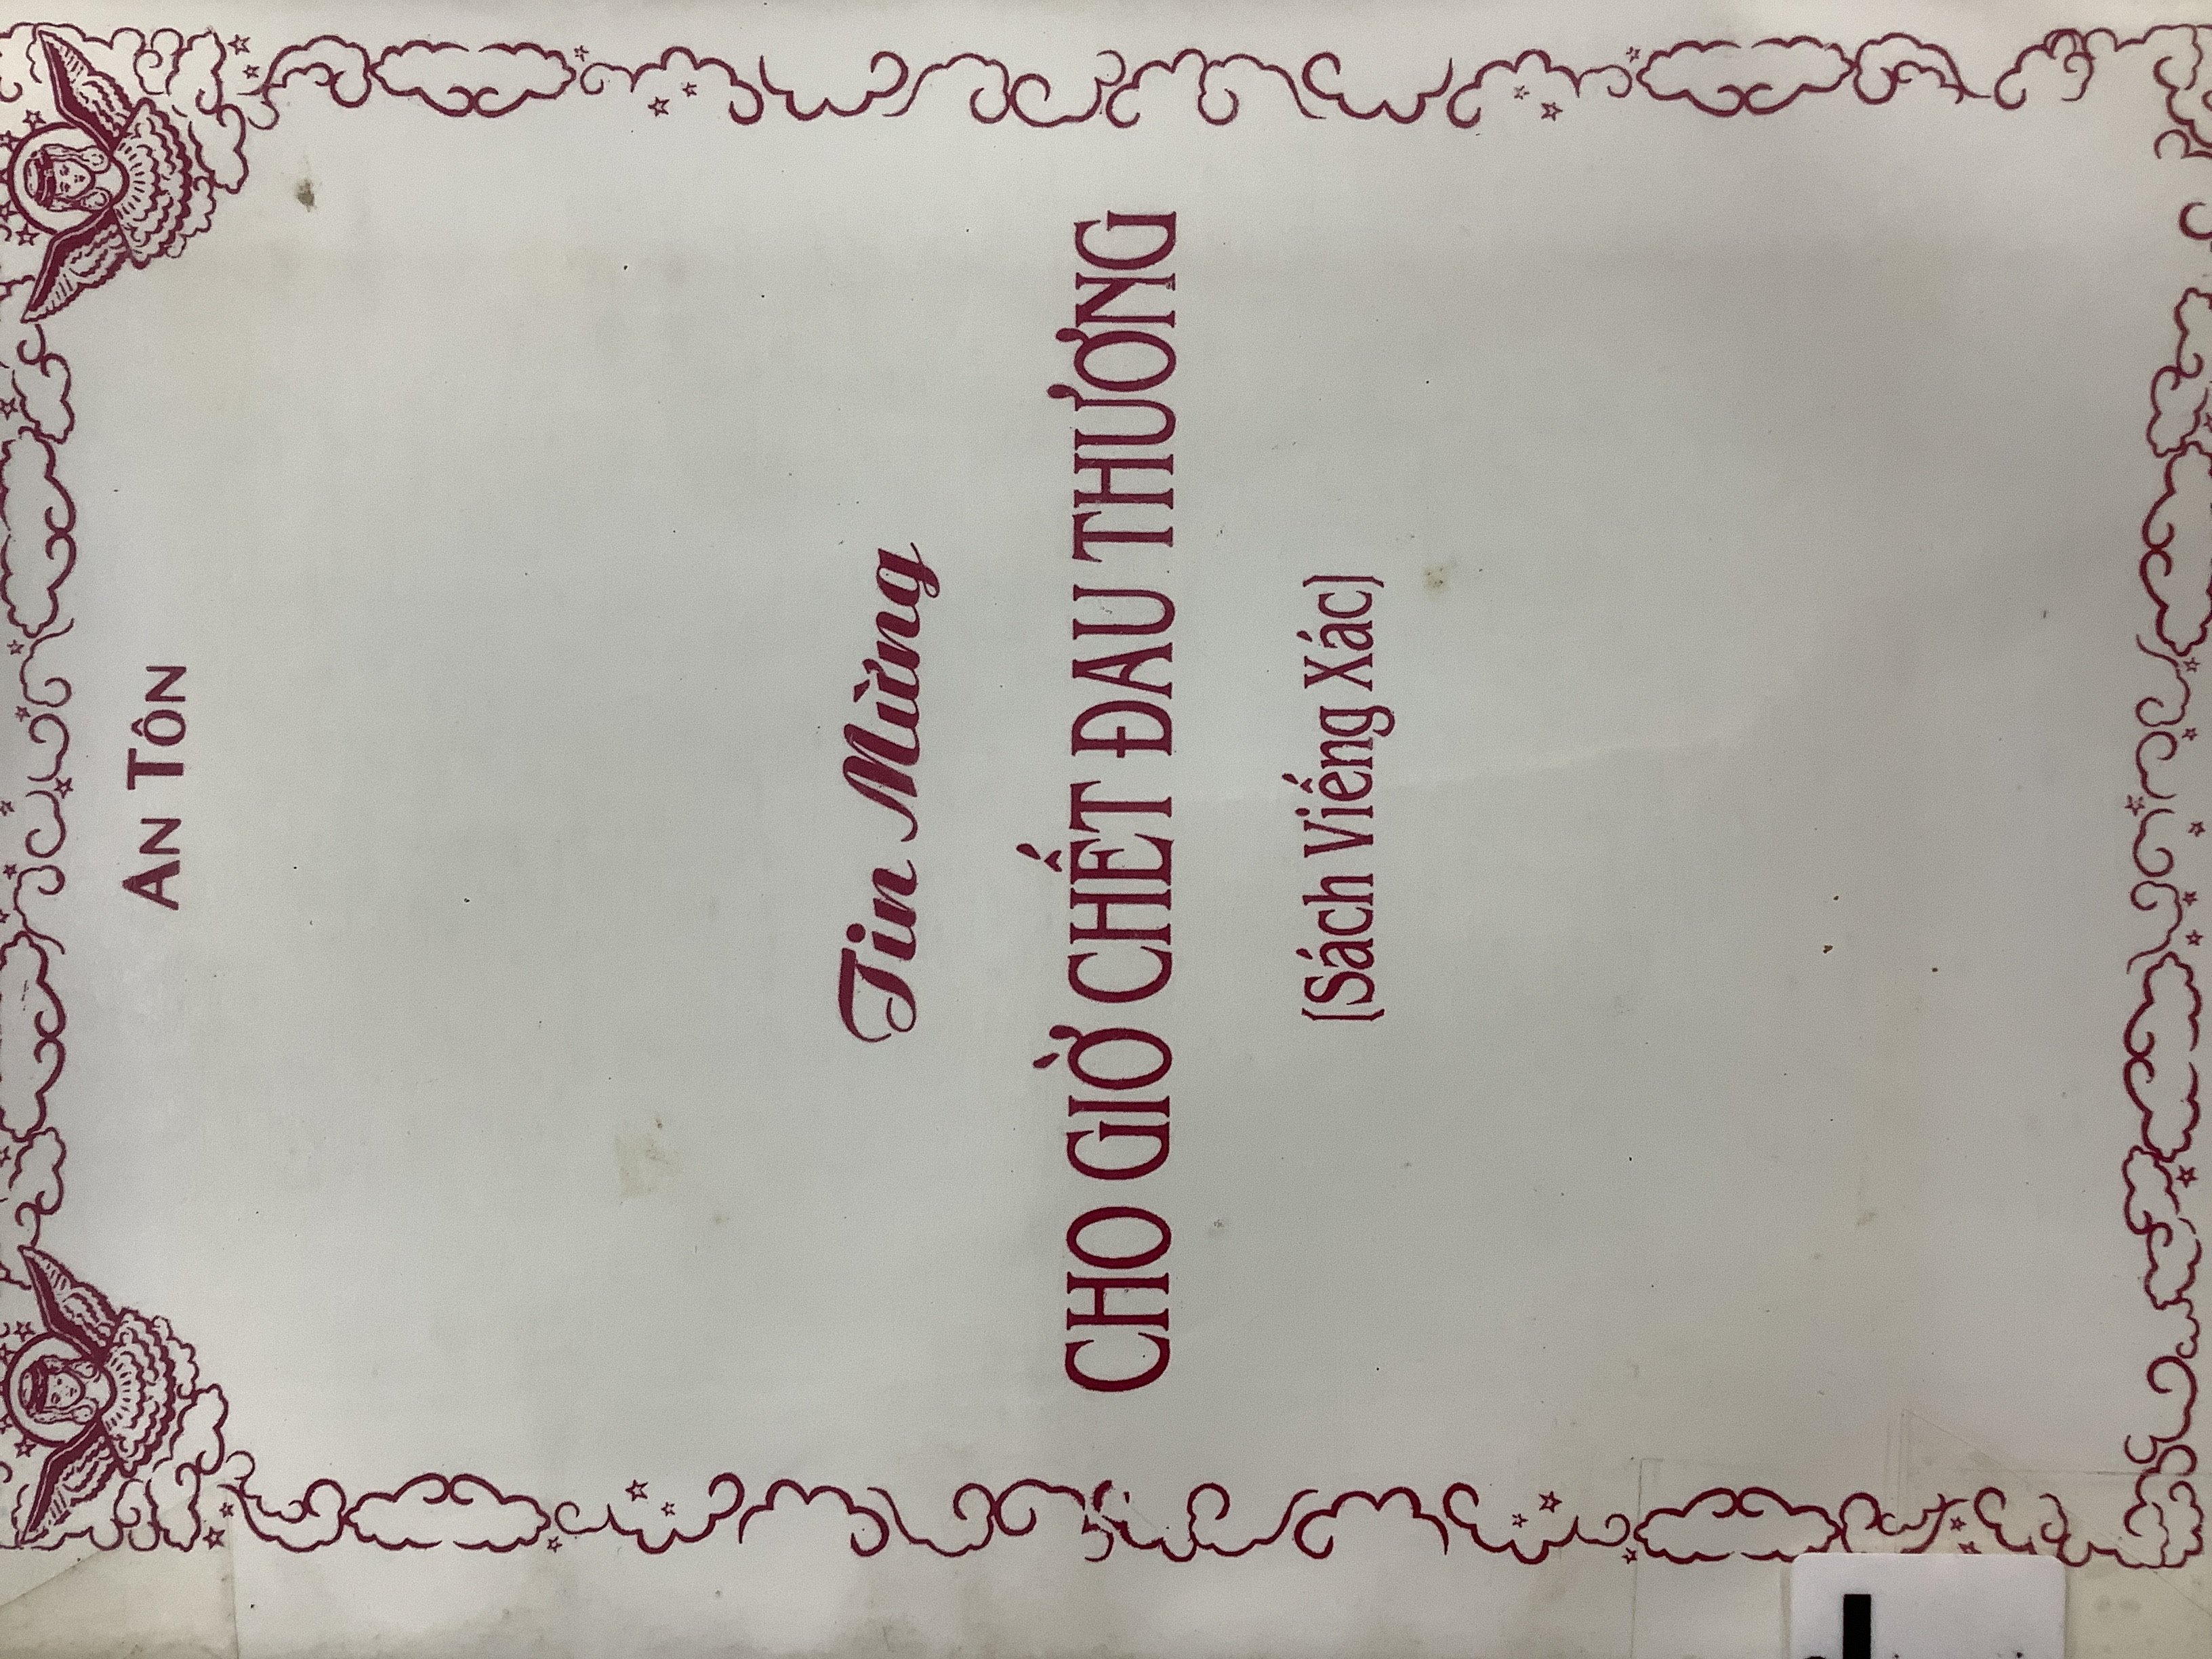 AN TÔN
Tin Mừng
CHO GIỜ CHẾT ĐAU THƯƠNG
(Sách Viếng Xác)